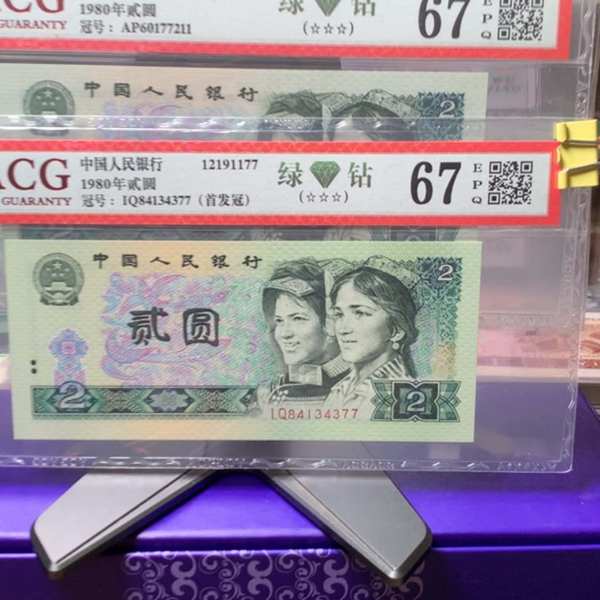 ACG
GUARANTY
1980年贰圆
冠号: AP60177211
绿 钻
(☆☆☆)
67
E
P
Q
中国人民银行
2
ACG
GUARANTY
中国人民银行 12191177
1980年贰圆
冠号: IQ84134377 (首发冠)
绿 钻
(☆☆☆)
67
E
P
Q
中国人民银行
2
贰圆
2
IQ84134377
2